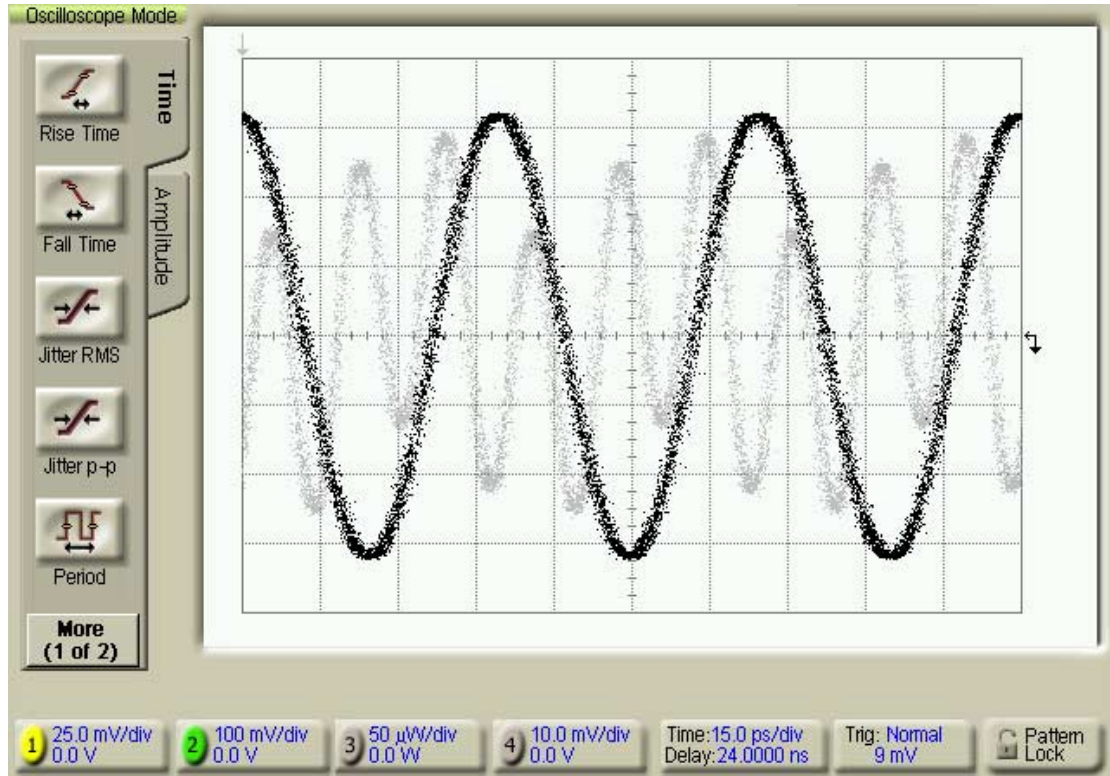 Oscilloscope Mode
Time
Amplitude
Rise Time
Fall Time
Jitter RMS
Jitter p-p
Period
More
(1 of 2)
1 25.0 mV/div
0.0 V
2 100 mV/div
0.0 V
3 50 µW/div
0.0 W
4 10.0 mV/div
0.0 V
Time:15.0 ps/div
Delay:24.0000 ns
Trig: Normal
9 mV
Pattern
Lock